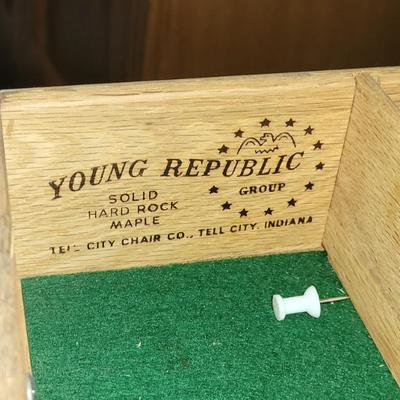 YOUNG REPUBLIC
GROUP
SOLID
HARD ROCK
MAPLE
TELL CITY CHAIR CO., TELL CITY, INDIANA